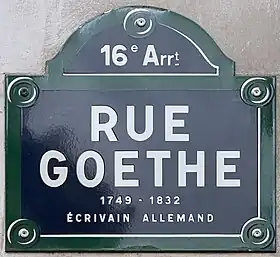 16e Arrt
RUE
GOETHE
1749 - 1832
ÉCRIVAIN ALLEMAND